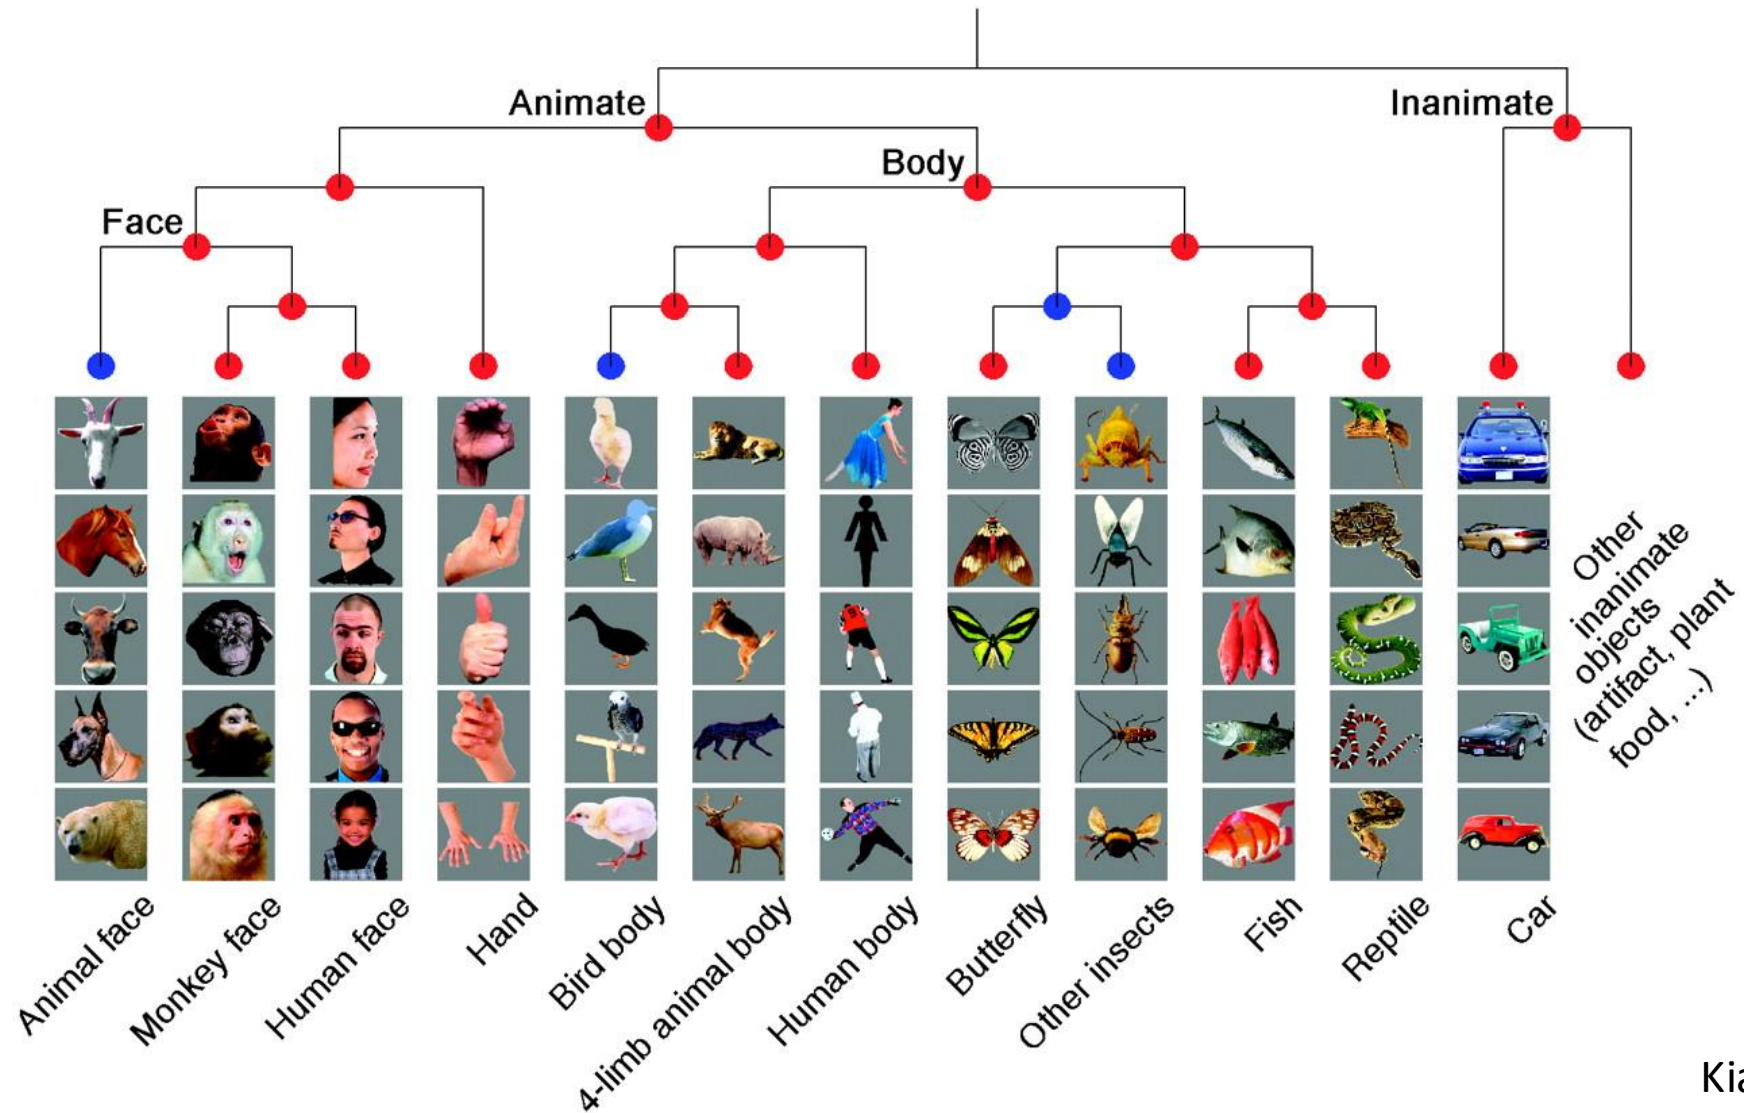 Animate
Inanimate
Body
Face
Other
inanimate
objects
(artifact, plant
food, ...)
Animal face
Monkey face
Human face
Hand
Bird body
4-limb animal body
Human body
Butterfly
Other insects
Fish
Reptile
Car
Kia